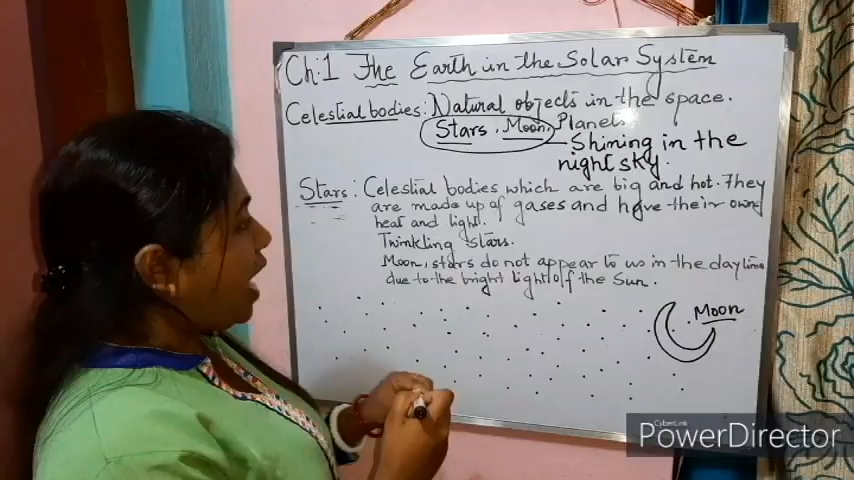 Ch:1 The Earth in the Solar System
Celestial bodies: Natural objects in the space.
Stars, Moon, Planets
Shining in the
night sky.
Stars: Celestial bodies which are big and hot. They
are made up of gases and have their own
heat and light.
Twinkling stars.
Moon, stars do not appear to us in the day time
due to the bright light of the Sun.
Moon
CyberLink
PowerDirector